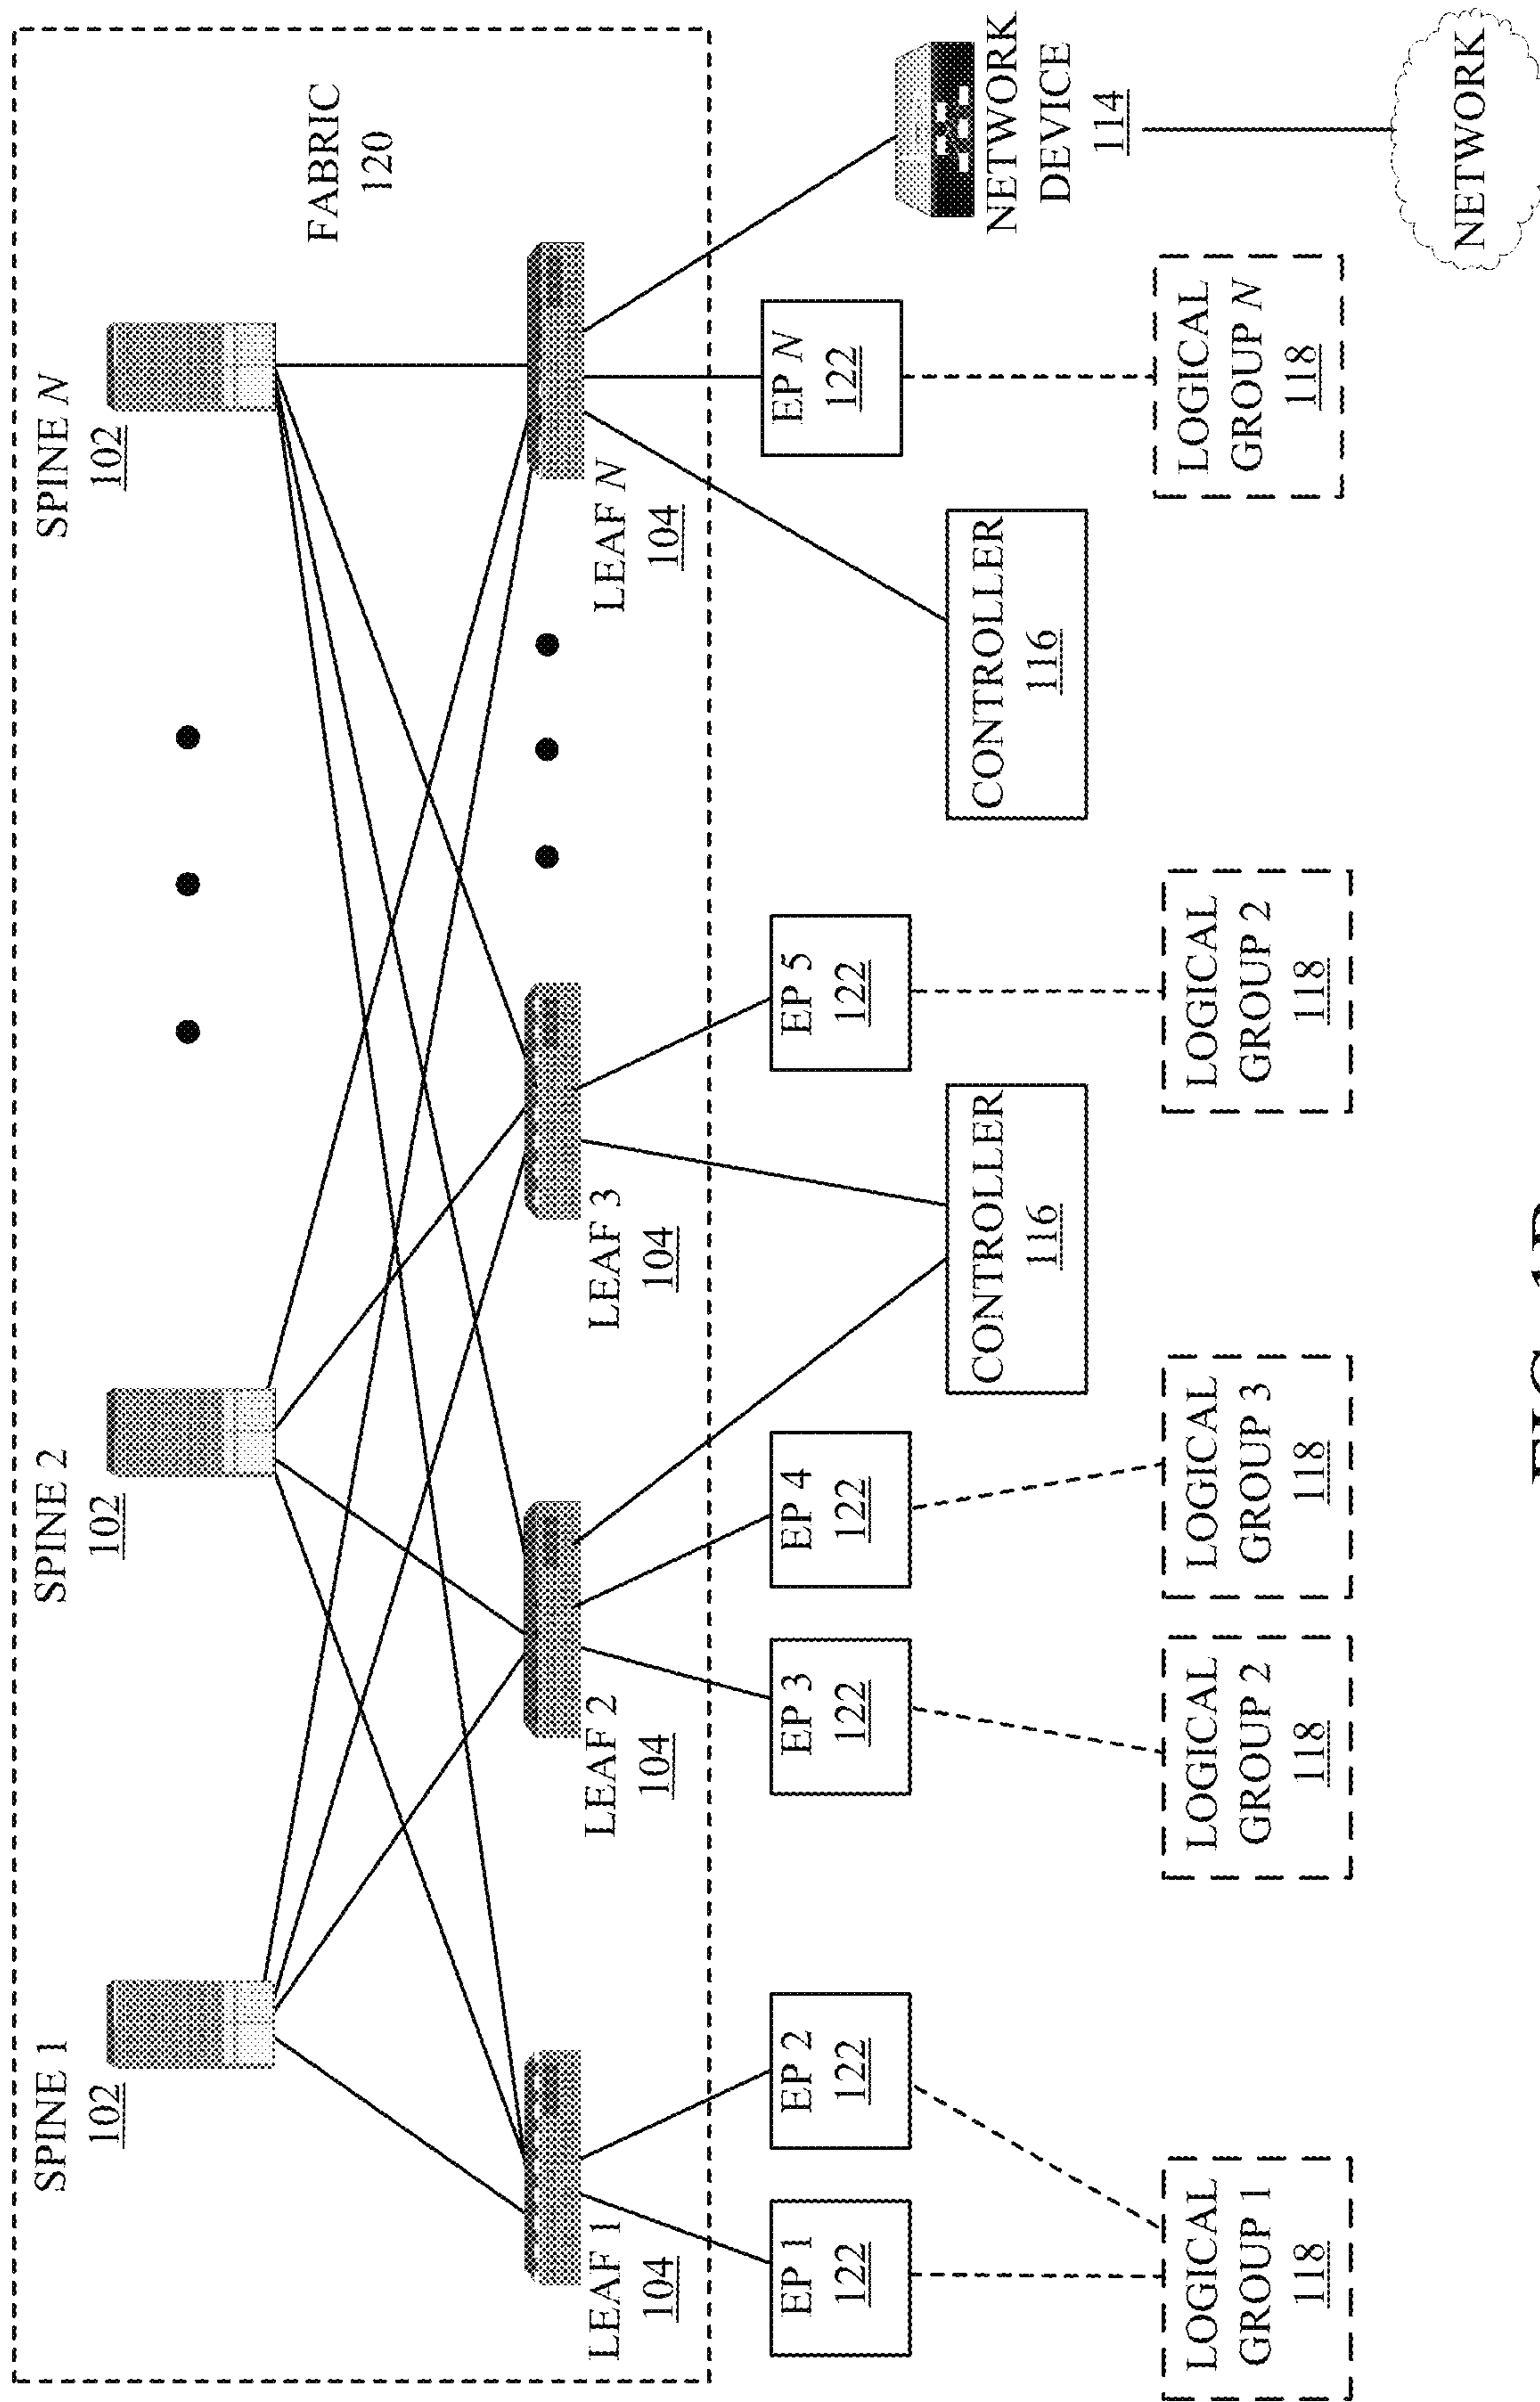 SPINE 1
102
SPINE 2
102
SPINE N
102
FABRIC
120
LEAF 1
104
LEAF 2
104
LEAF 3
104
LEAF N
104
EP 1
122
EP 2
122
EP 3
122
EP 4
122
EP 5
122
EP N
122
CONTROLLER
116
CONTROLLER
116
NETWORK
DEVICE
114
LOGICAL
GROUP 1
118
LOGICAL
GROUP 2
118
LOGICAL
GROUP 3
118
LOGICAL
GROUP 2
118
LOGICAL
GROUP N
118
NETWORK